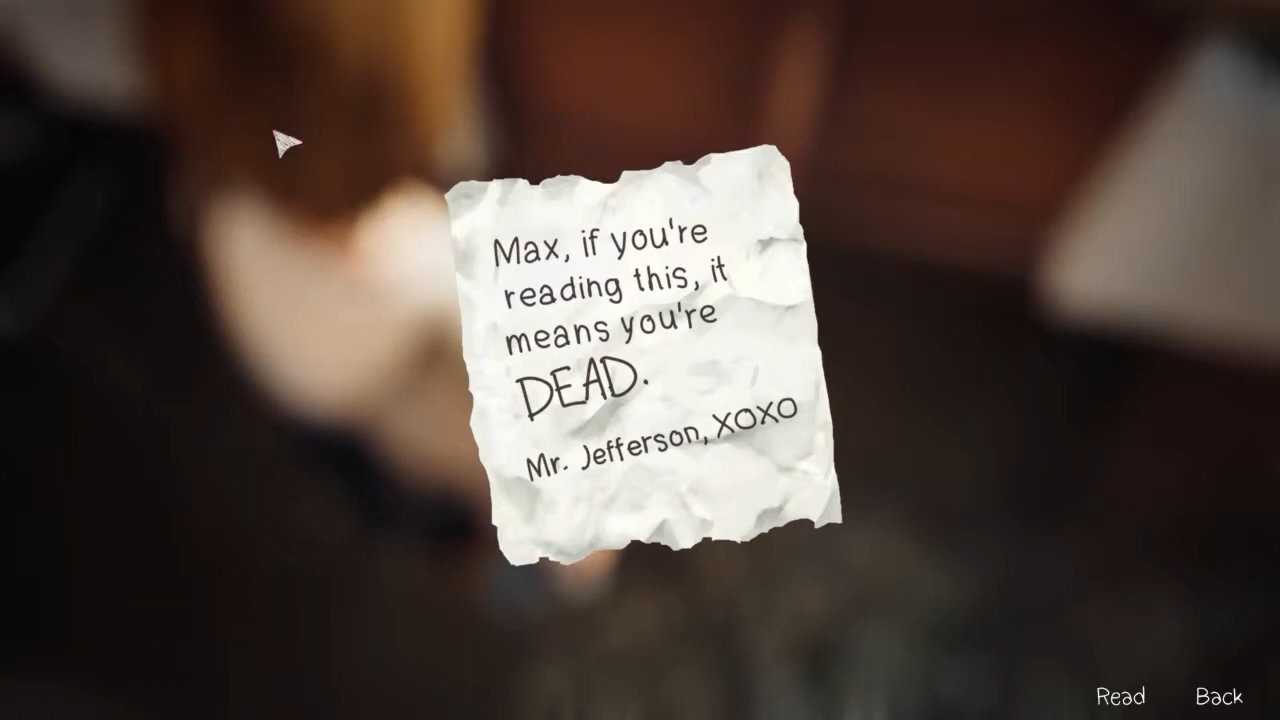 Max, if you're
reading this, it
means you're
DEAD.
Mr. Jefferson, XOXO
Read
Back